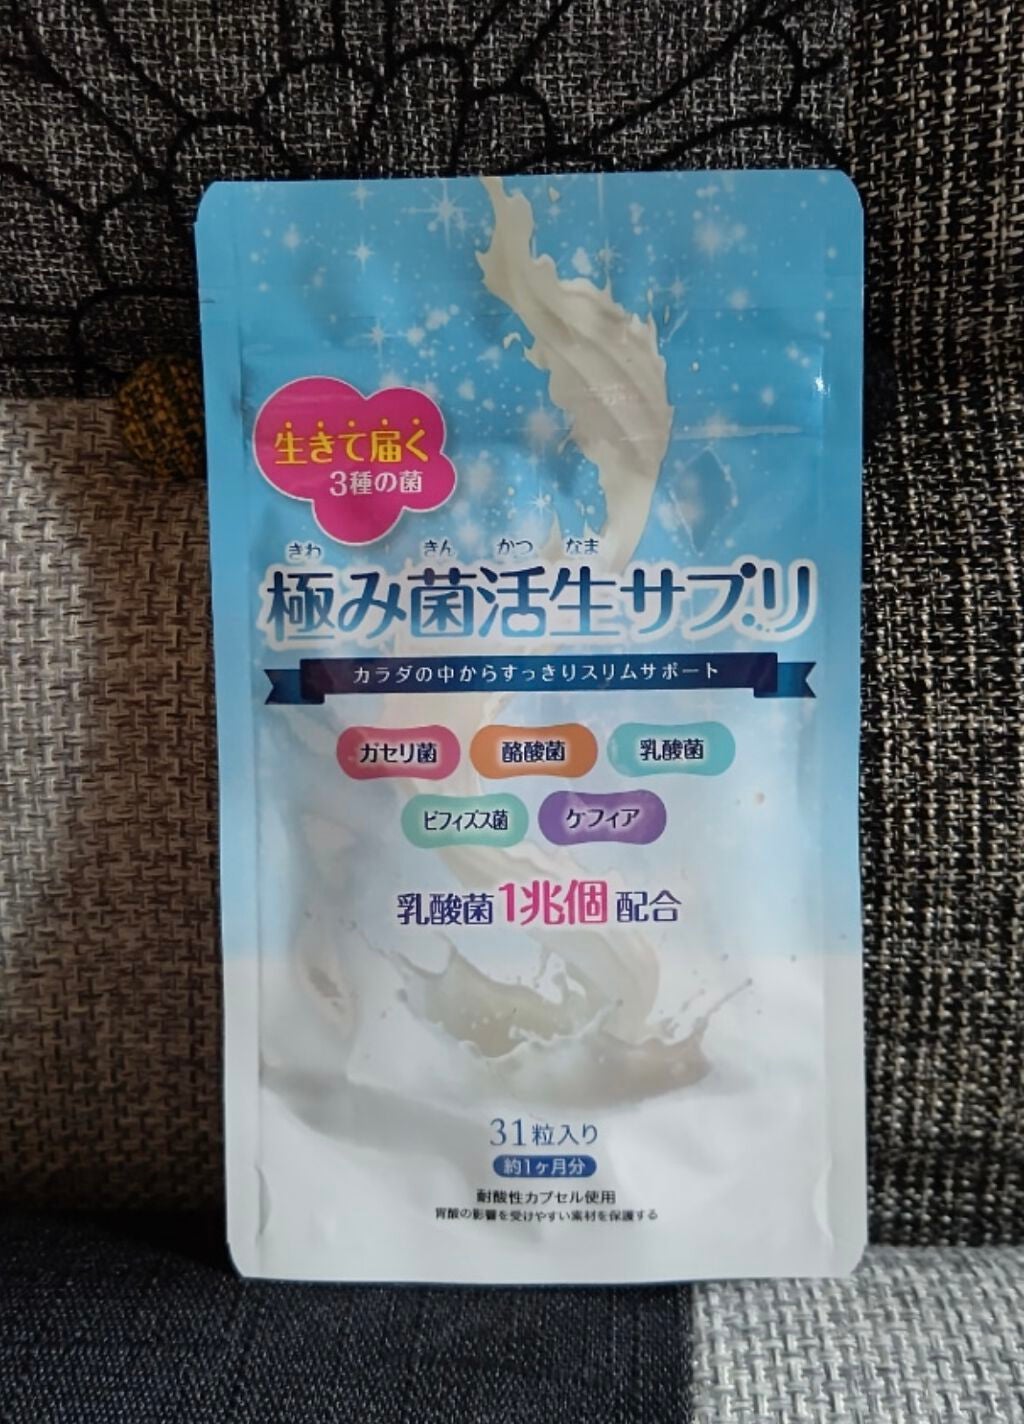 生きて届く
3種の菌
きわ きん かつ なま
極み菌活生サプリ
カラダの中からすっきりスリムサポート
ガセリ菌 酪酸菌 乳酸菌
ビフィズス菌 ケフィア
乳酸菌1兆個配合
31粒入り
約1ヶ月分
耐酸性カプセル使用
胃酸の影響を受けやすい素材を保護する